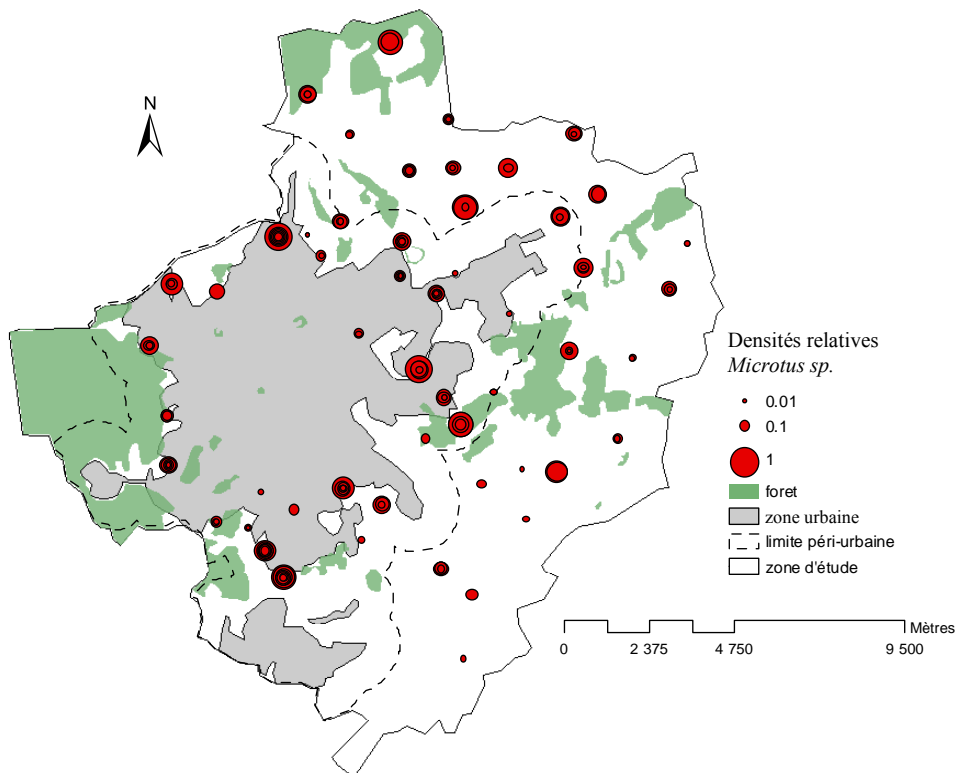 N
Densités relatives
Microtus sp.
0.01
0.1
1
foret
zone urbaine
limite péri-urbaine
zone d'étude
Mètres
0 2 375 4 750 9 500